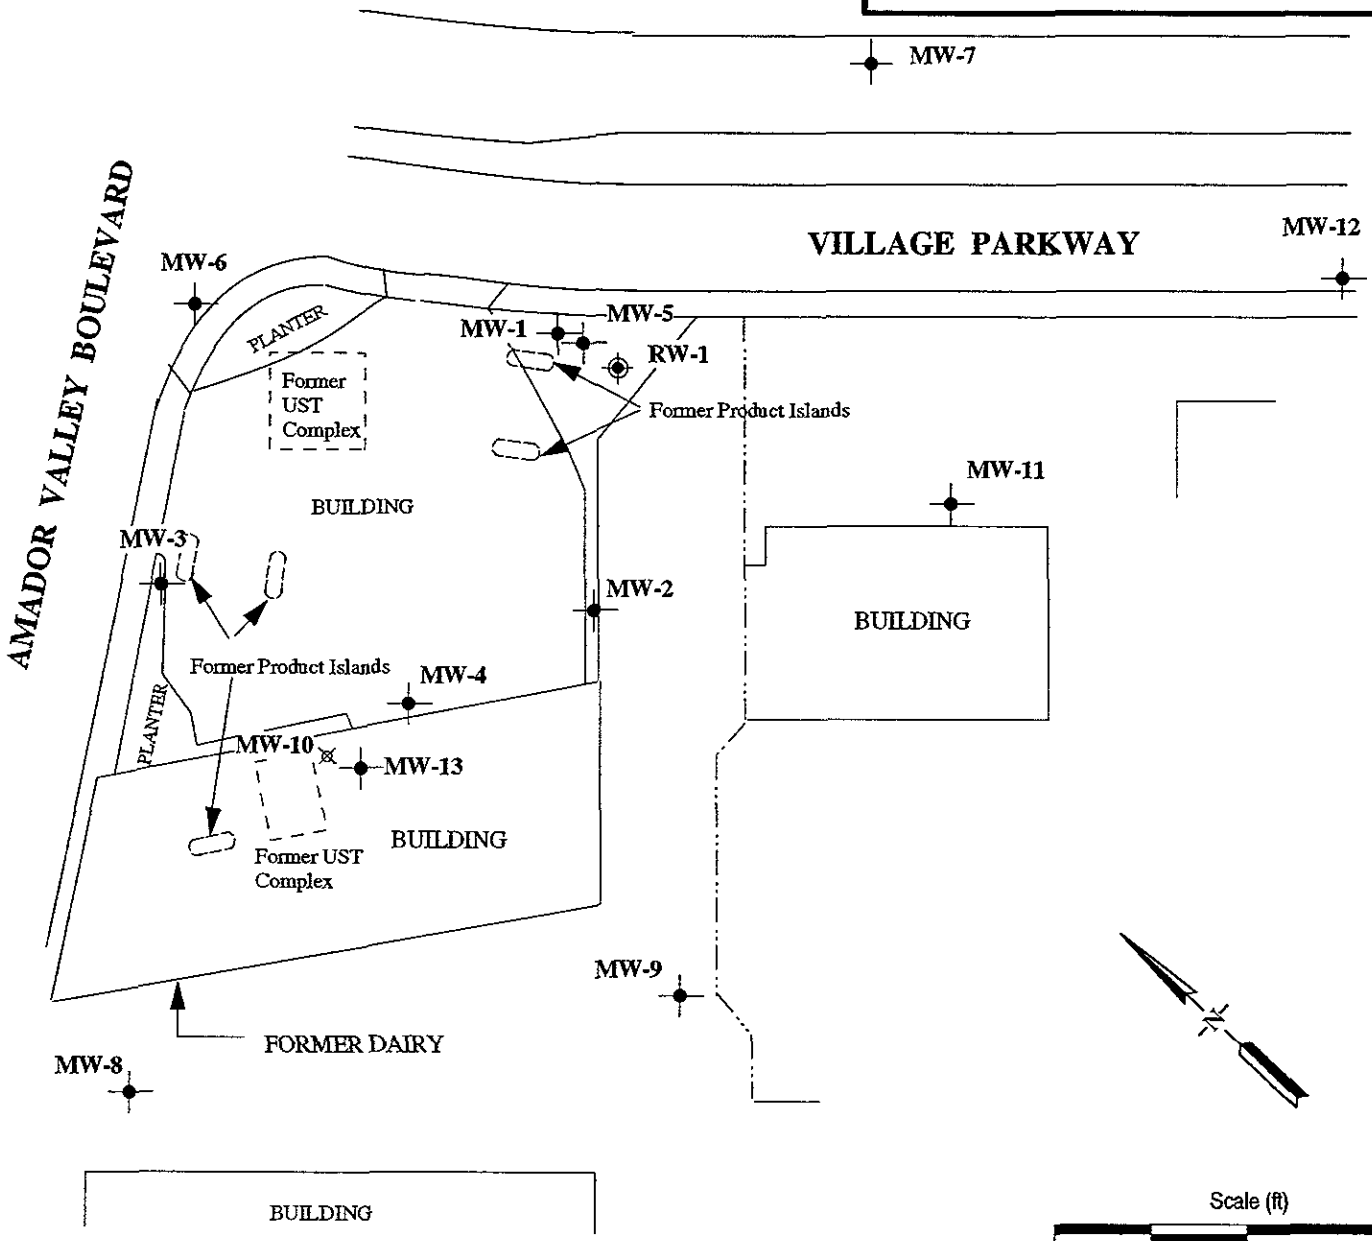 MW-7
AMADOR VALLEY BOULEVARD
VILLAGE PARKWAY
MW-12
MW-6
PLANTER
MW-1
MW-5
RW-1
Former
UST
Complex
Former Product Islands
MW-11
BUILDING
MW-3
MW-2
BUILDING
Former Product Islands
MW-4
PLANTER
MW-10
MW-13
BUILDING
Former UST
Complex
MW-9
N
FORMER DAIRY
MW-8
Scale (ft)
BUILDING